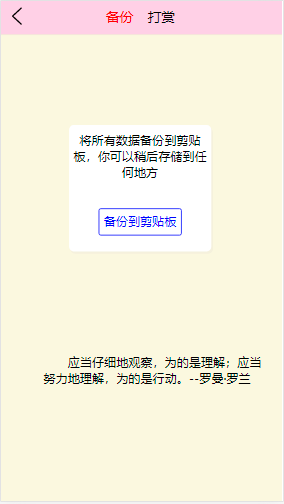 备份 打赏
将所有数据备份到剪贴
板，你可以稍后存储到任
何地方
备份到剪贴板
应当仔细地观察，为的是理解；应当
努力地理解，为的是行动。--罗曼·罗兰